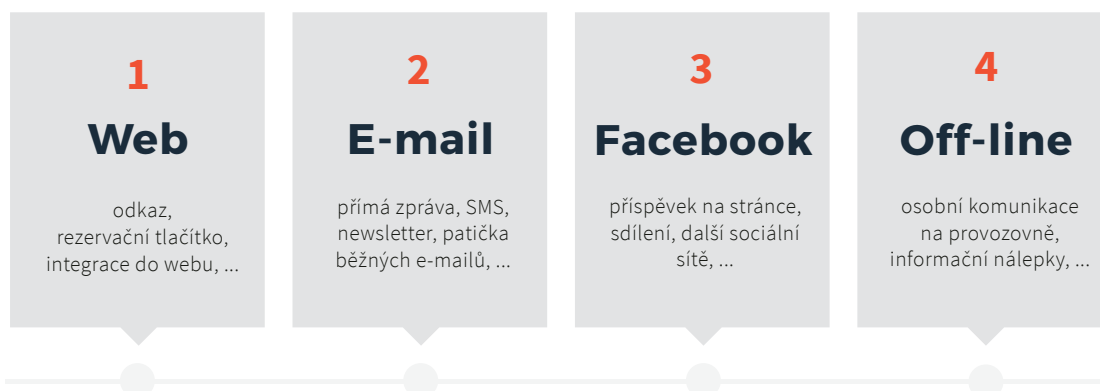 1
Web
odkaz,
rezervační tlačítko,
integrace do webu, ...
2
E-mail
přímá zpráva, SMS,
newsletter, patička
běžných e-mailů, ...
3
Facebook
příspěvek na stránce,
sdílení, další sociální
sítě, ...
4
Off-line
osobní komunikace
na provozovně,
informační nálepky, ...